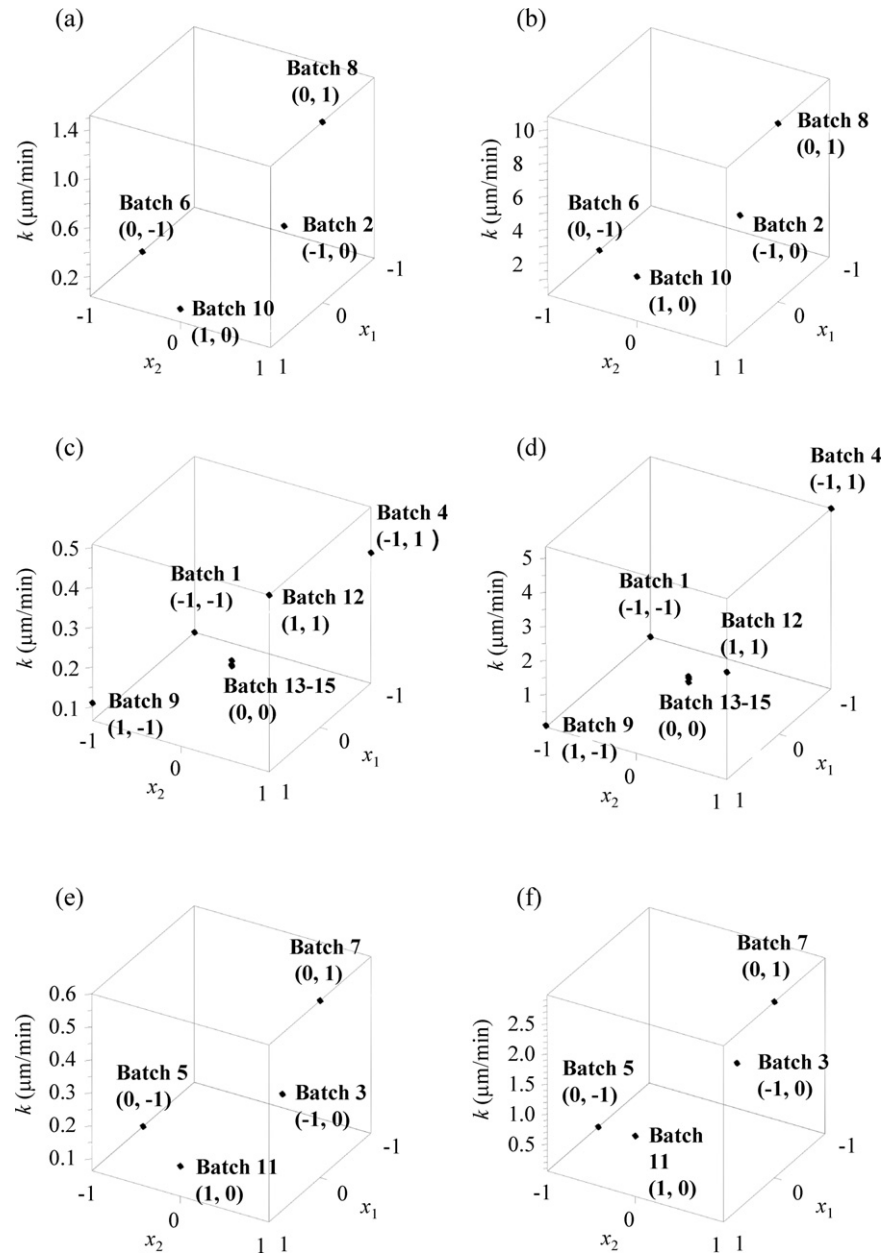 (a)
Batch 8
(0, 1)
1.4
1.0
0.6
0.2
k (µm/min)
Batch 6
(0, -1)
Batch 2
(-1, 0)
Batch 10
(1, 0)
-1
0
1
x2
1
0
-1
x1
(b)
Batch 8
(0, 1)
10
8
6
4
2
k (µm/min)
Batch 6
(0, -1)
Batch 2
(-1, 0)
Batch 10
(1, 0)
-1
0
1
x2
1
0
-1
x1
(c)
Batch 4
(-1, 1 )
0.5
0.4
0.3
0.2
0.1
k (µm/min)
Batch 1
(-1, -1)
Batch 12
(1, 1)
Batch 13-15
(0, 0)
Batch 9
(1, -1)
-1
0
1
x2
1
0
-1
x1
(d)
Batch 4
(-1, 1)
5
4
3
2
1
k (µm/min)
Batch 1
(-1, -1)
Batch 12
(1, 1)
Batch 13-15
(0, 0)
Batch 9
(1, -1)
-1
0
1
x2
1
0
-1
x1
(e)
Batch 7
(0, 1)
0.6
0.5
0.4
0.3
0.2
0.1
k (µm/min)
Batch 5
(0, -1)
Batch 3
(-1, 0)
Batch 11
(1, 0)
-1
0
1
x2
1
0
-1
x1
(f)
Batch 7
(0, 1)
2.5
2.0
1.5
1.0
0.5
k (µm/min)
Batch 5
(0, -1)
Batch 3
(-1, 0)
Batch
11
(1, 0)
-1
0
1
x2
1
0
-1
x1